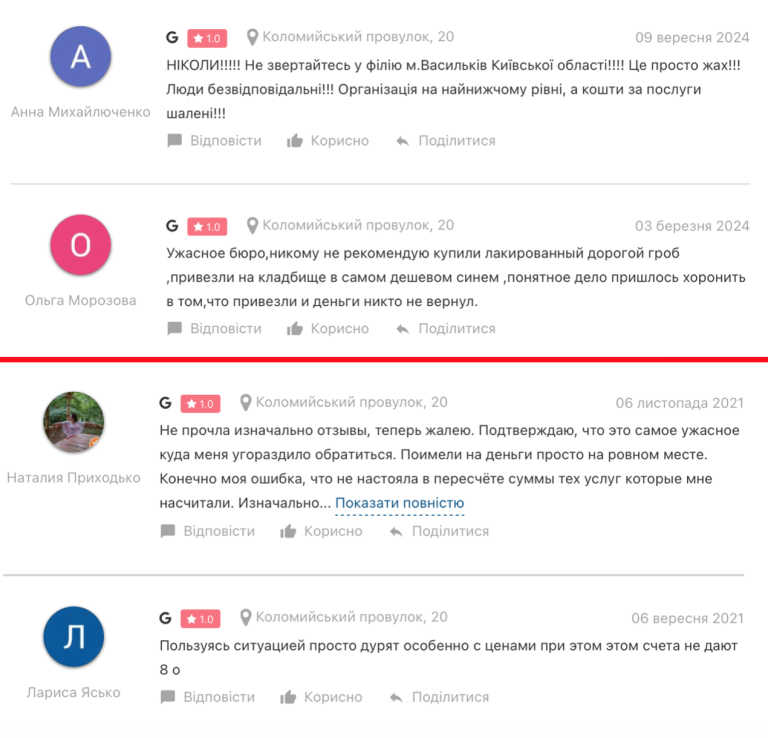 А
Анна Михайлюченко
G ★ 1.0 Коломийський провулок, 20 09 вересня 2024
НІКОЛИ!!!!! Не звертайтесь у філію м.Васильків Київської області!!!! Це просто жах!!!
Люди безвідповідальні!!! Організація на найнижчому рівні, а кошти за послуги
шалені!!!
Відповісти Корисно Поділитися
О
Ольга Морозова
G ★ 1.0 Коломийський провулок, 20 03 березня 2024
Ужасное бюро,никому не рекомендую купили лакированный дорогой гроб
,привезли на кладбище в самом дешевом синем ,понятное дело пришлось хоронить
в том,что привезли и деньги никто не вернул.
Відповісти Корисно Поділитися
Наталия Приходько
G ★ 1.0 Коломийський провулок, 20 06 листопада 2021
Не прочла изначально отзывы, теперь жалею. Подтверждаю, что это самое ужасное
куда меня угораздило обратиться. Поимели на деньги просто на ровном месте.
Конечно моя ошибка, что не настояла в пересчёте суммы тех услуг которые мне
насчитали. Изначально... Показати повністю
Відповісти Корисно Поділитися
Л
Лариса Ясько
G ★ 1.0 Коломийський провулок, 20 06 вересня 2021
Пользуясь ситуацией просто дурят особенно с ценами при этом этом счета не дают
8 о
Відповісти Корисно Поділитися